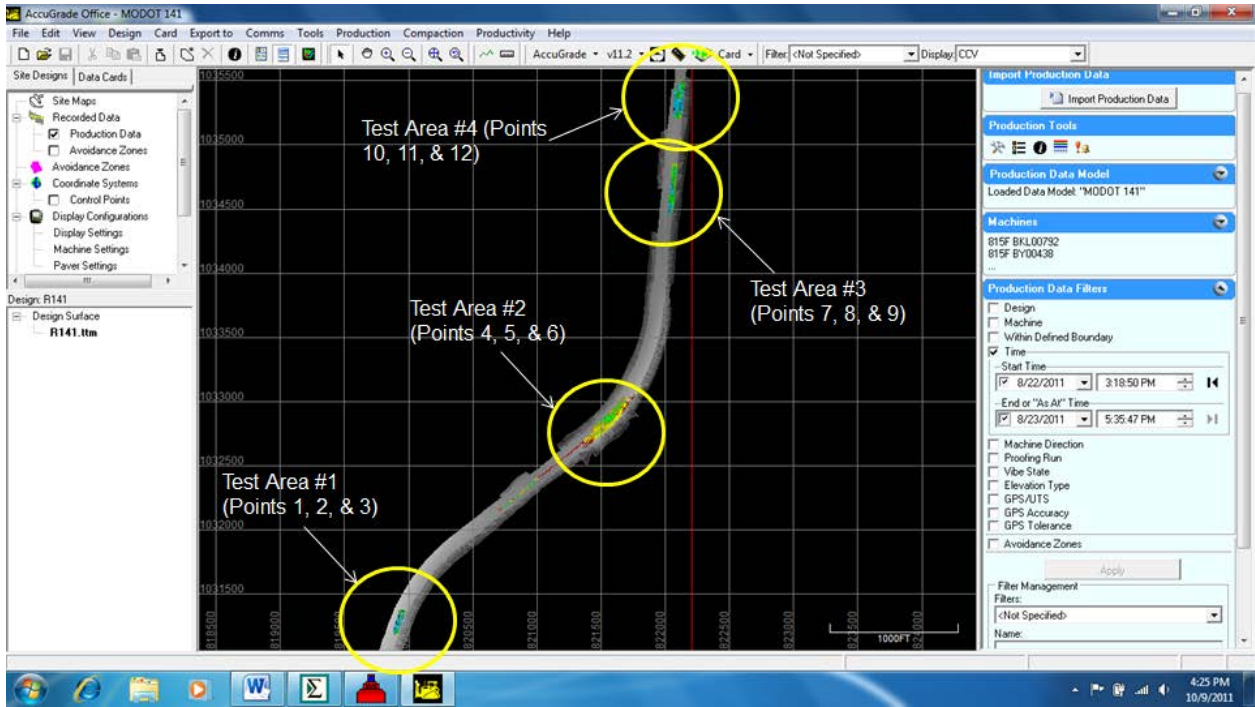 AccuGrade Office - MODOT 141
File Edit View Design Card Export to Comms Tools Production Compaction Productivity Help
AccuGrade v11.2 Card Filter: <Not Specified> Display: CCV
Site Designs Data Cards
Site Maps
Recorded Data
Production Data
Avoidance Zones
Avoidance Zones
Coordinate Systems
Control Points
Display Configurations
Display Settings
Machine Settings
Paver Settings
Design: R141
Design Surface
R141.ttm
1035500
1035000
1034500
1034000
1033500
1033000
1032500
1032000
1031500
Test Area #4 (Points
10, 11, & 12)
Test Area #3
(Points 7, 8, & 9)
Test Area #2
(Points 4, 5, & 6)
Test Area #1
(Points 1, 2, & 3)
818500
819000
820500
821000
821500
822000
822500
823000
823500
1000FT
Import Production Data
Import Production Data
Production Tools
Production Data Model
Loaded Data Model: "MODOT 141"
Machines
815F BKL00792
815F BY00438
...
Production Data Filters
Design
Machine
Within Defined Boundary
Time
Start Time
8/22/2011 3:18:50 PM
End or "As At" Time
8/23/2011 5:35:47 PM
Machine Direction
Proofing Run
Vibe State
Elevation Type
GPS/UTS
GPS Accuracy
GPS Tolerance
Avoidance Zones
Apply
Filter Management
Filters:
<Not Specified>
Name:
4:25 PM
10/9/2011